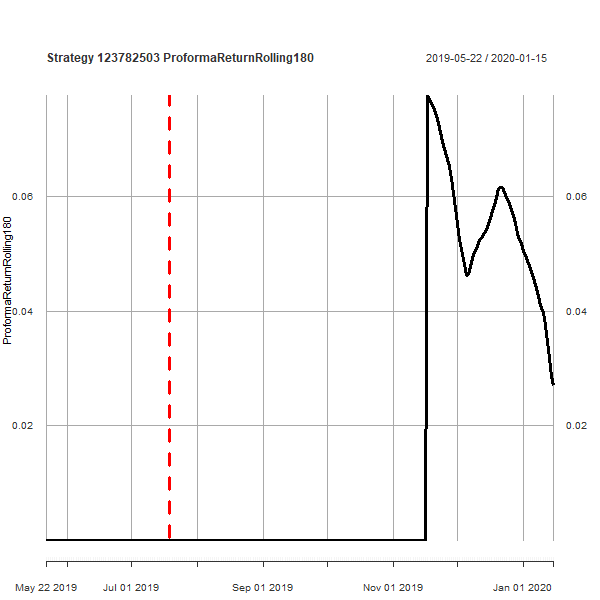 Strategy 123782503 ProformaReturnRolling180
2019-05-22 / 2020-01-15
ProformaReturnRolling180
0.06
0.06
0.04
0.04
0.02
0.02
May 22 2019
Jul 01 2019
Sep 01 2019
Nov 01 2019
Jan 01 2020